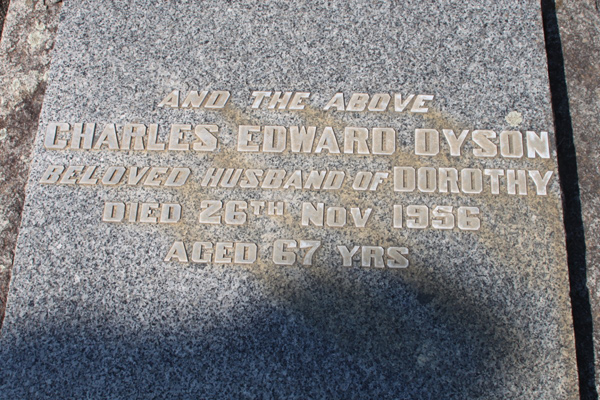 AND THE ABOVE
CHARLES EDWARD DYSON
BELOVED HUSBAND OF DOROTHY
DIED 26TH NOV 1956
AGED 67 YRS